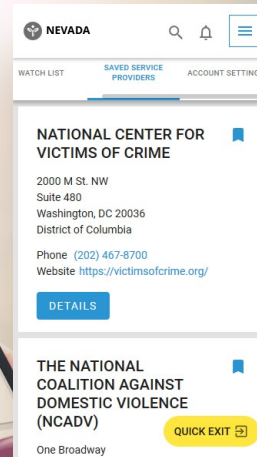 NEVADA
WATCH LIST
SAVED SERVICE
PROVIDERS
ACCOUNT SETTING
NATIONAL CENTER FOR
VICTIMS OF CRIME
2000 M St. NW
Suite 480
Washington, DC 20036
District of Columbia
Phone (202) 467-8700
Website https://victimsofcrime.org/
DETAILS
THE NATIONAL
COALITION AGAINST
DOMESTIC VIOLENCE
(NCADV)
QUICK EXIT
One Broadway